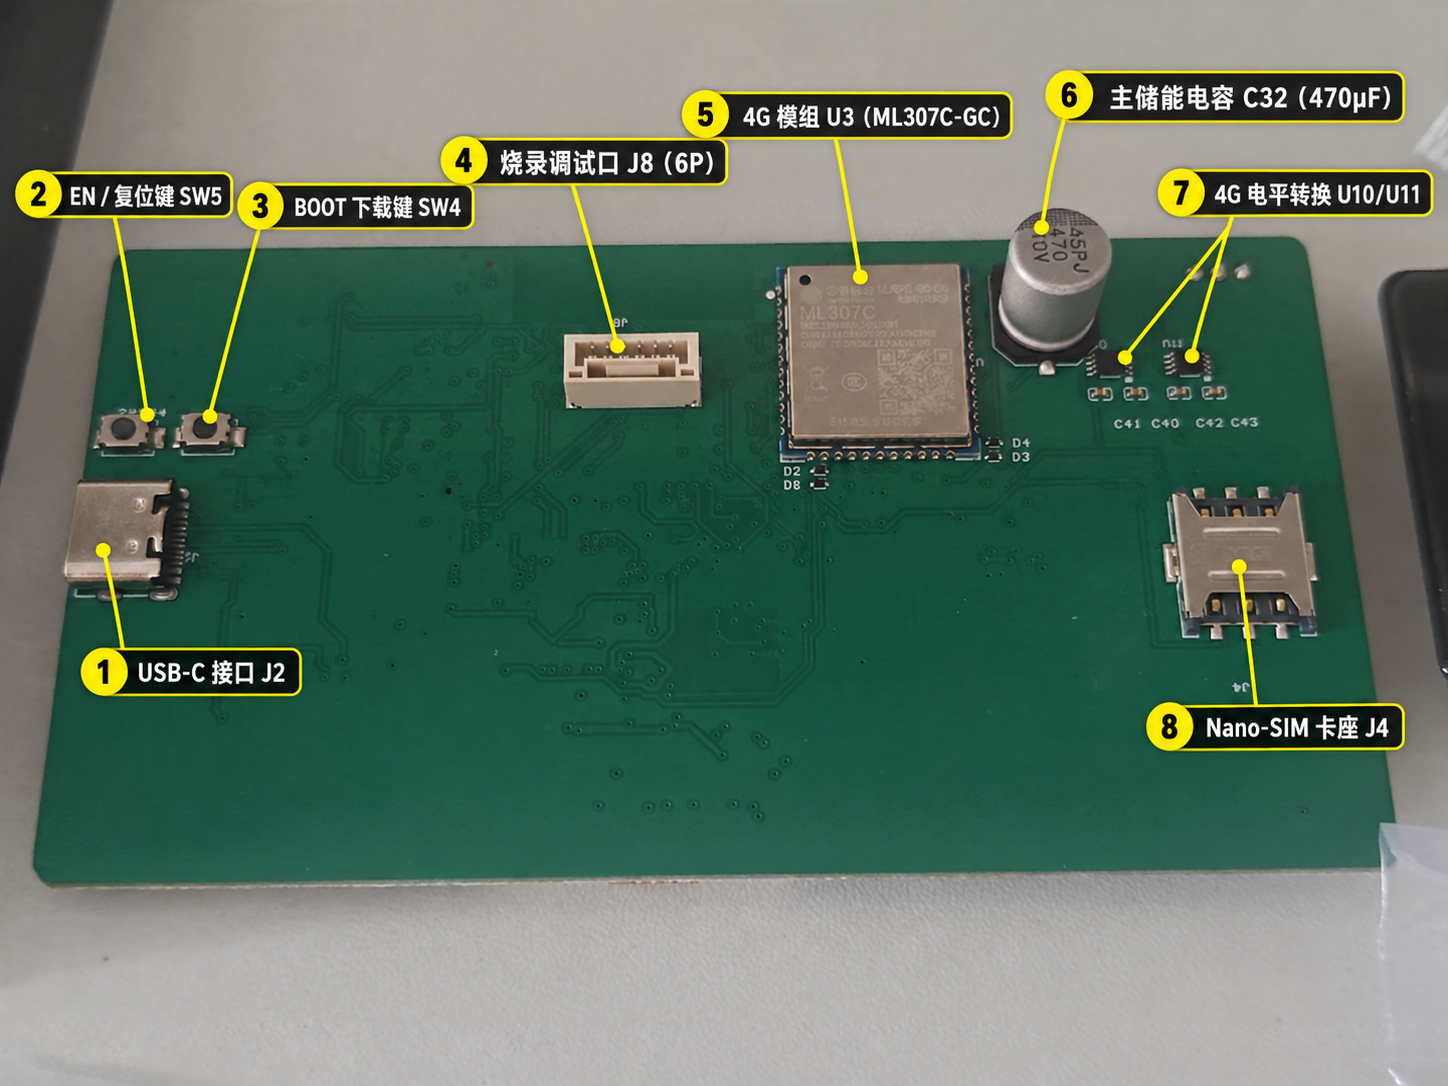 6 主储能电容 C32（470μF）
5 4G 模组 U3（ML307C-GC）
4 烧录调试口 J8（6P）
2 EN / 复位键 SW5
3 BOOT 下载键 SW4
7 4G 电平转换 U10/U11
45PJ
470
10V
J8
ML307C
U11
C41 C40 C42 C43
D4
D3
D2
D8
1 USB-C 接口 J2
J4
8 Nano-SIM 卡座 J4